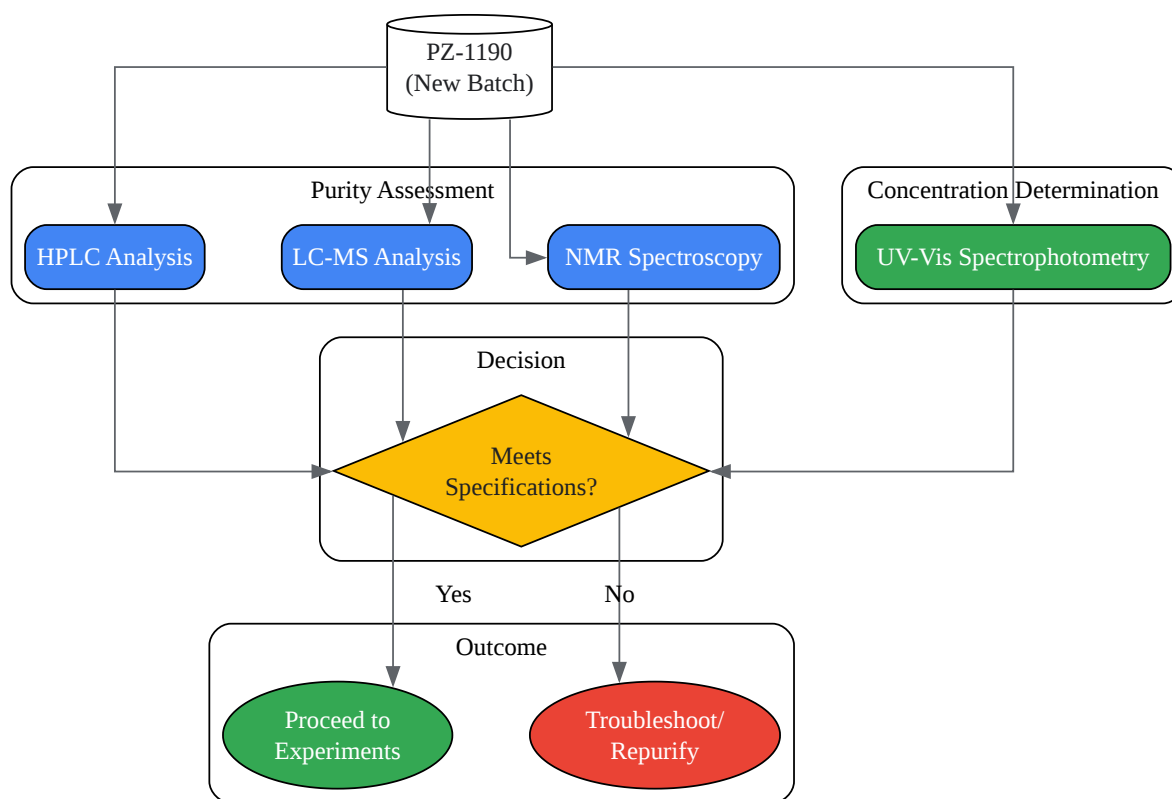 PZ-1190
(New Batch)
Purity Assessment
Concentration Determination
HPLC Analysis
LC-MS Analysis
NMR Spectroscopy
UV-Vis Spectrophotometry
Decision
Meets
Specifications?
Yes
No
Outcome
Proceed to
Experiments
Troubleshoot/
Repurify